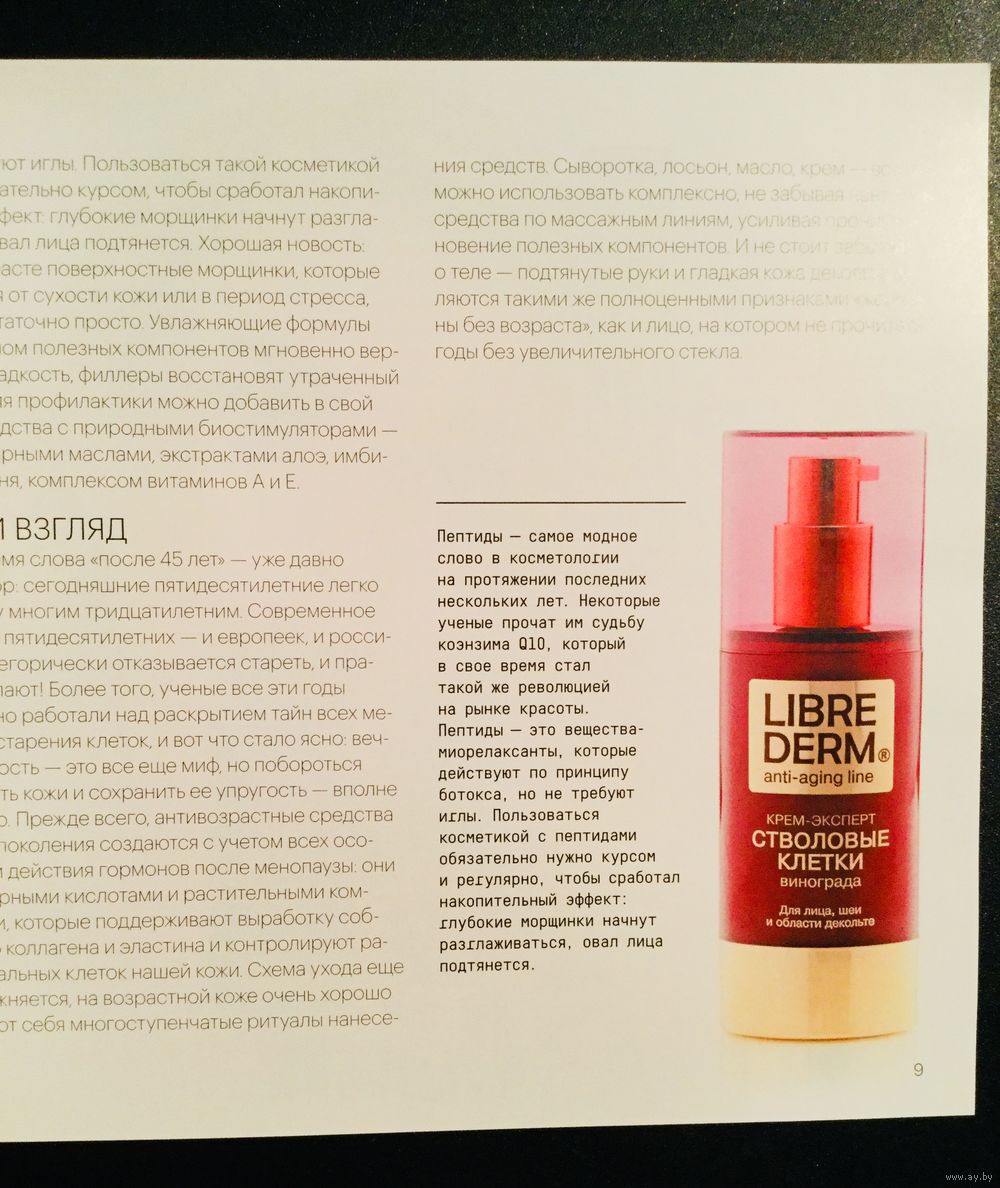 ют иглы. Пользоваться такой косметикой
ательно курсом, чтобы сработал накопи-
фект: глубокие морщинки начнут разгла-
вал лица подтянется. Хорошая новость:
асте поверхностные морщинки, которые
я от сухости кожи или в период стресса,
таточно просто. Увлажняющие формулы
ом полезных компонентов мгновенно вер-
адкость, филлеры восстановят утраченный
ля профилактики можно добавить в свой
дства с природными биостимуляторами —
рными маслами, экстрактами алоэ, имби-
ня, комплексом витаминов А и Е.
И ВЗГЛЯД
мя слова «после 45 лет» — уже давно
ор: сегодняшние пятидесятилетние легко
у многим тридцатилетним. Современное
пятидесятилетних — и европеек, и росси-
егорически отказывается стареть, и пра-
лают! Более того, ученые все эти годы
но работали над раскрытием тайн всех ме-
старения клеток, и вот что стало ясно: веч-
ость — это все еще миф, но побороться
ть кожи и сохранить ее упругость — вполне
о. Прежде всего, антивозрастные средства
поколения создаются с учетом всех осо-
и действия гормонов после менопаузы: они
рными кислотами и растительными ком-
и, которые поддерживают выработку соб-
о коллагена и эластина и контролируют ра-
альных клеток нашей кожи. Схема ухода еще
жняется, на возрастной коже очень хорошо
от себя многоступенчатые ритуалы нанесе-
ния средств. Сыворотка, лосьон, масло, крем —
можно использовать комплексно, не забывая
средства по массажным линиям, усиливая
новение полезных компонентов. И не стоит
о теле — подтянутые руки и гладкая кожа
ляются такими же полноценными признаками
ны без возраста», как и лицо, на котором не
годы без увеличительного стекла.
Пептиды — самое модное
слово в косметологии
на протяжении последних
нескольких лет. Некоторые
ученые прочат им судьбу
коэнзима Q10, который
в свое время стал
такой же революцией
на рынке красоты.
Пептиды — это вещества-
миорелаксанты, которые
действуют по принципу
ботокса, но не требуют
иглы. Пользоваться
косметикой с пептидами
обязательно нужно курсом
и регулярно, чтобы сработал
накопительный эффект:
глубокие морщинки начнут
разглаживаться, овал лица
подтянется.
LIBRE
DERM®
anti-aging line
КРЕМ-ЭКСПЕРТ
СТВОЛОВЫЕ
КЛЕТКИ
винограда
Для лица, шеи
и области декольте
9
www.ay.by